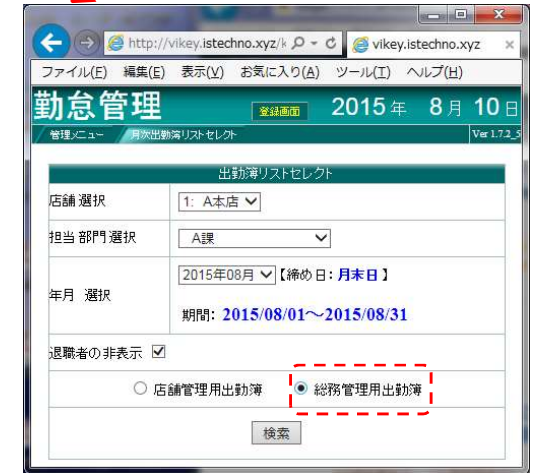 http://vikey.istechno.xyz/k
vikey.istechno.xyz
ファイル(F) 編集(E) 表示(V) お気に入り(A) ツール(T) ヘルプ(H)
勤怠管理 登録画面 2015年 8月 10日
管理メニュー 月次出勤簿リストセレクト Ver 1.7.2_5
出勤簿リストセレクト
店舗 選択 1: A本店
担当 部門 選択 A課
年月 選択 2015年08月 【締め日：月末日 】
期間: 2015/08/01～2015/08/31
退職者の非表示
店舗管理用出勤簿 総務管理用出勤簿
検索